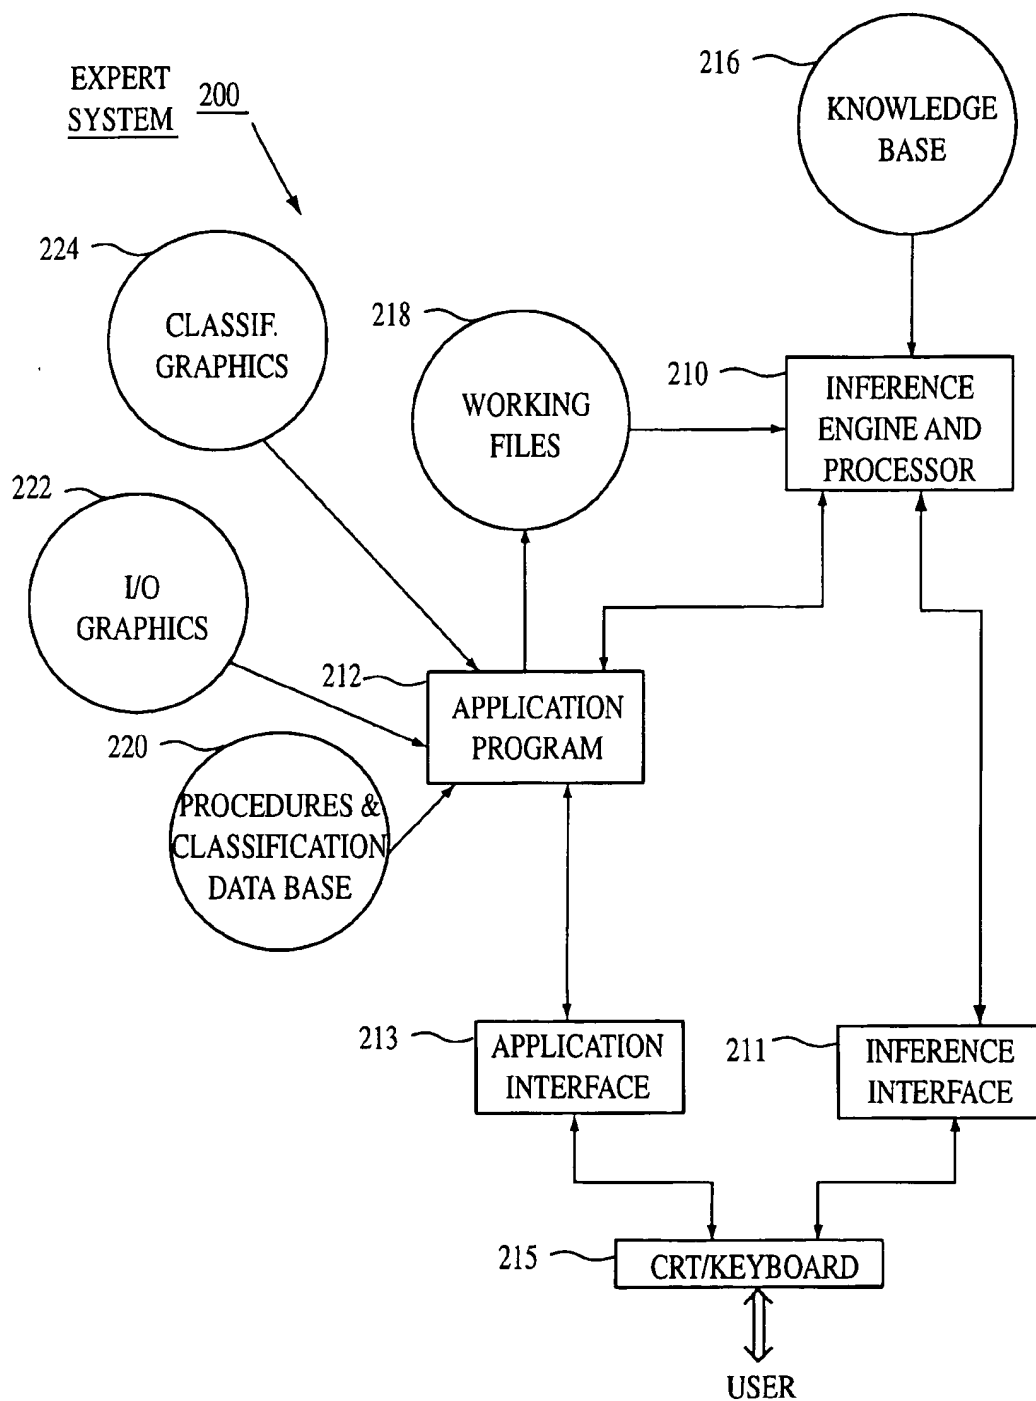 EXPERT
SYSTEM 200
216
KNOWLEDGE
BASE
224
CLASSIF.
GRAPHICS
218
WORKING
FILES
210
INFERENCE
ENGINE AND
PROCESSOR
222
I/O
GRAPHICS
212
APPLICATION
PROGRAM
220
PROCEDURES &
CLASSIFICATION
DATA BASE
213
APPLICATION
INTERFACE
211
INFERENCE
INTERFACE
215
CRT/KEYBOARD
USER